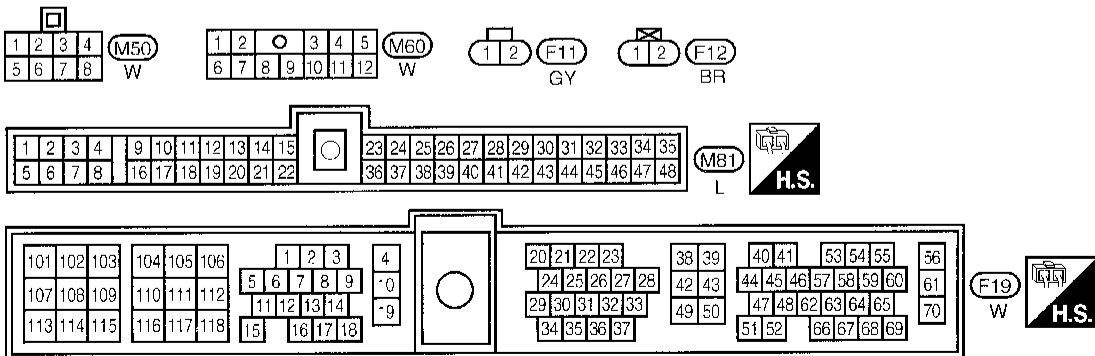 1 2 3 4 M50
5 6 7 8 W
1 2 3 4 5 M60
6 7 8 9 10 11 12 W
1 2 F11
GY
1 2 F12
BR
1 2 3 4 9 10 11 12 13 14 15 23 24 25 26 27 28 29 30 31 32 33 34 35
5 6 7 8 16 17 18 19 20 21 22 36 37 38 39 40 41 42 43 44 45 46 47 48
M81
L
H.S.
101 102 103 104 105 106 1 2 3 4 20 21 22 23 38 39 40 41 53 54 55 56
107 108 109 110 111 112 5 6 7 8 9 10 24 25 26 27 28 42 43 44 45 46 57 58 59 60 61
11 12 13 14 29 30 31 32 33 47 48 62 63 64 65
113 114 115 116 117 118 15 16 17 18 19 34 35 36 37 49 50 51 52 66 67 68 69 70
F19
W
H.S.